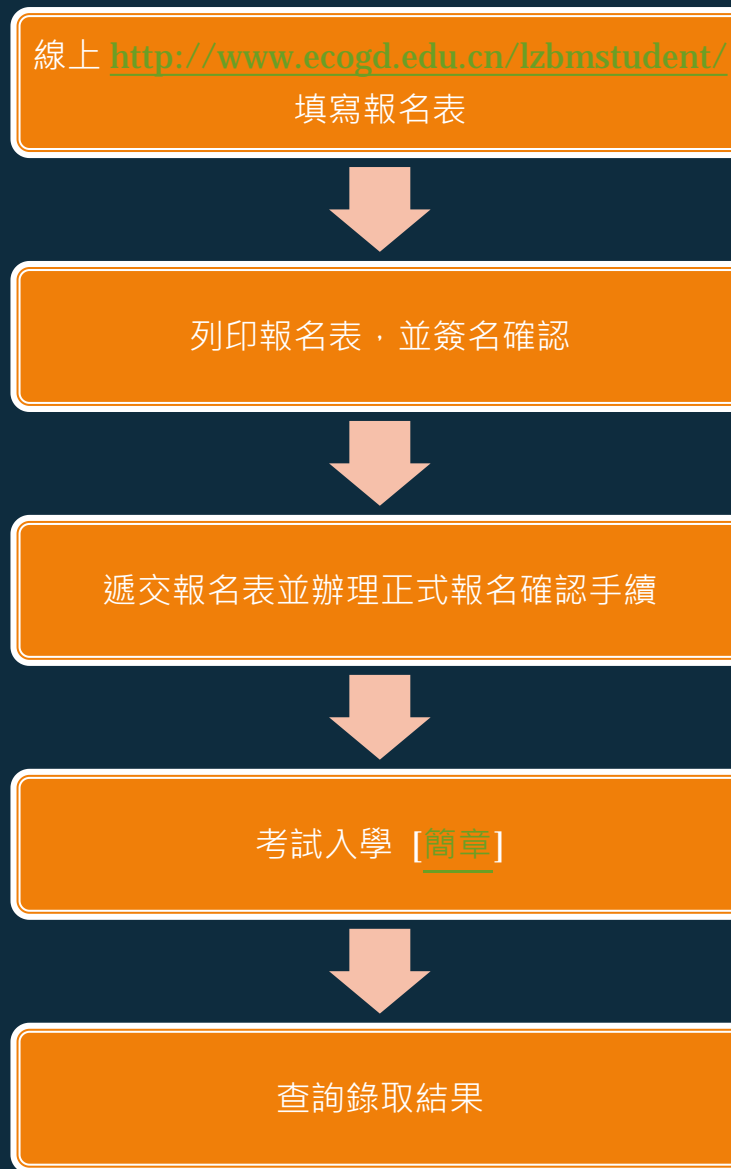 線上 http://www.ecogd.edu.cn/lzbmstudent/
填寫報名表
列印報名表，並簽名確認
遞交報名表並辦理正式報名確認手續
考試入學 [簡章]
查詢錄取結果